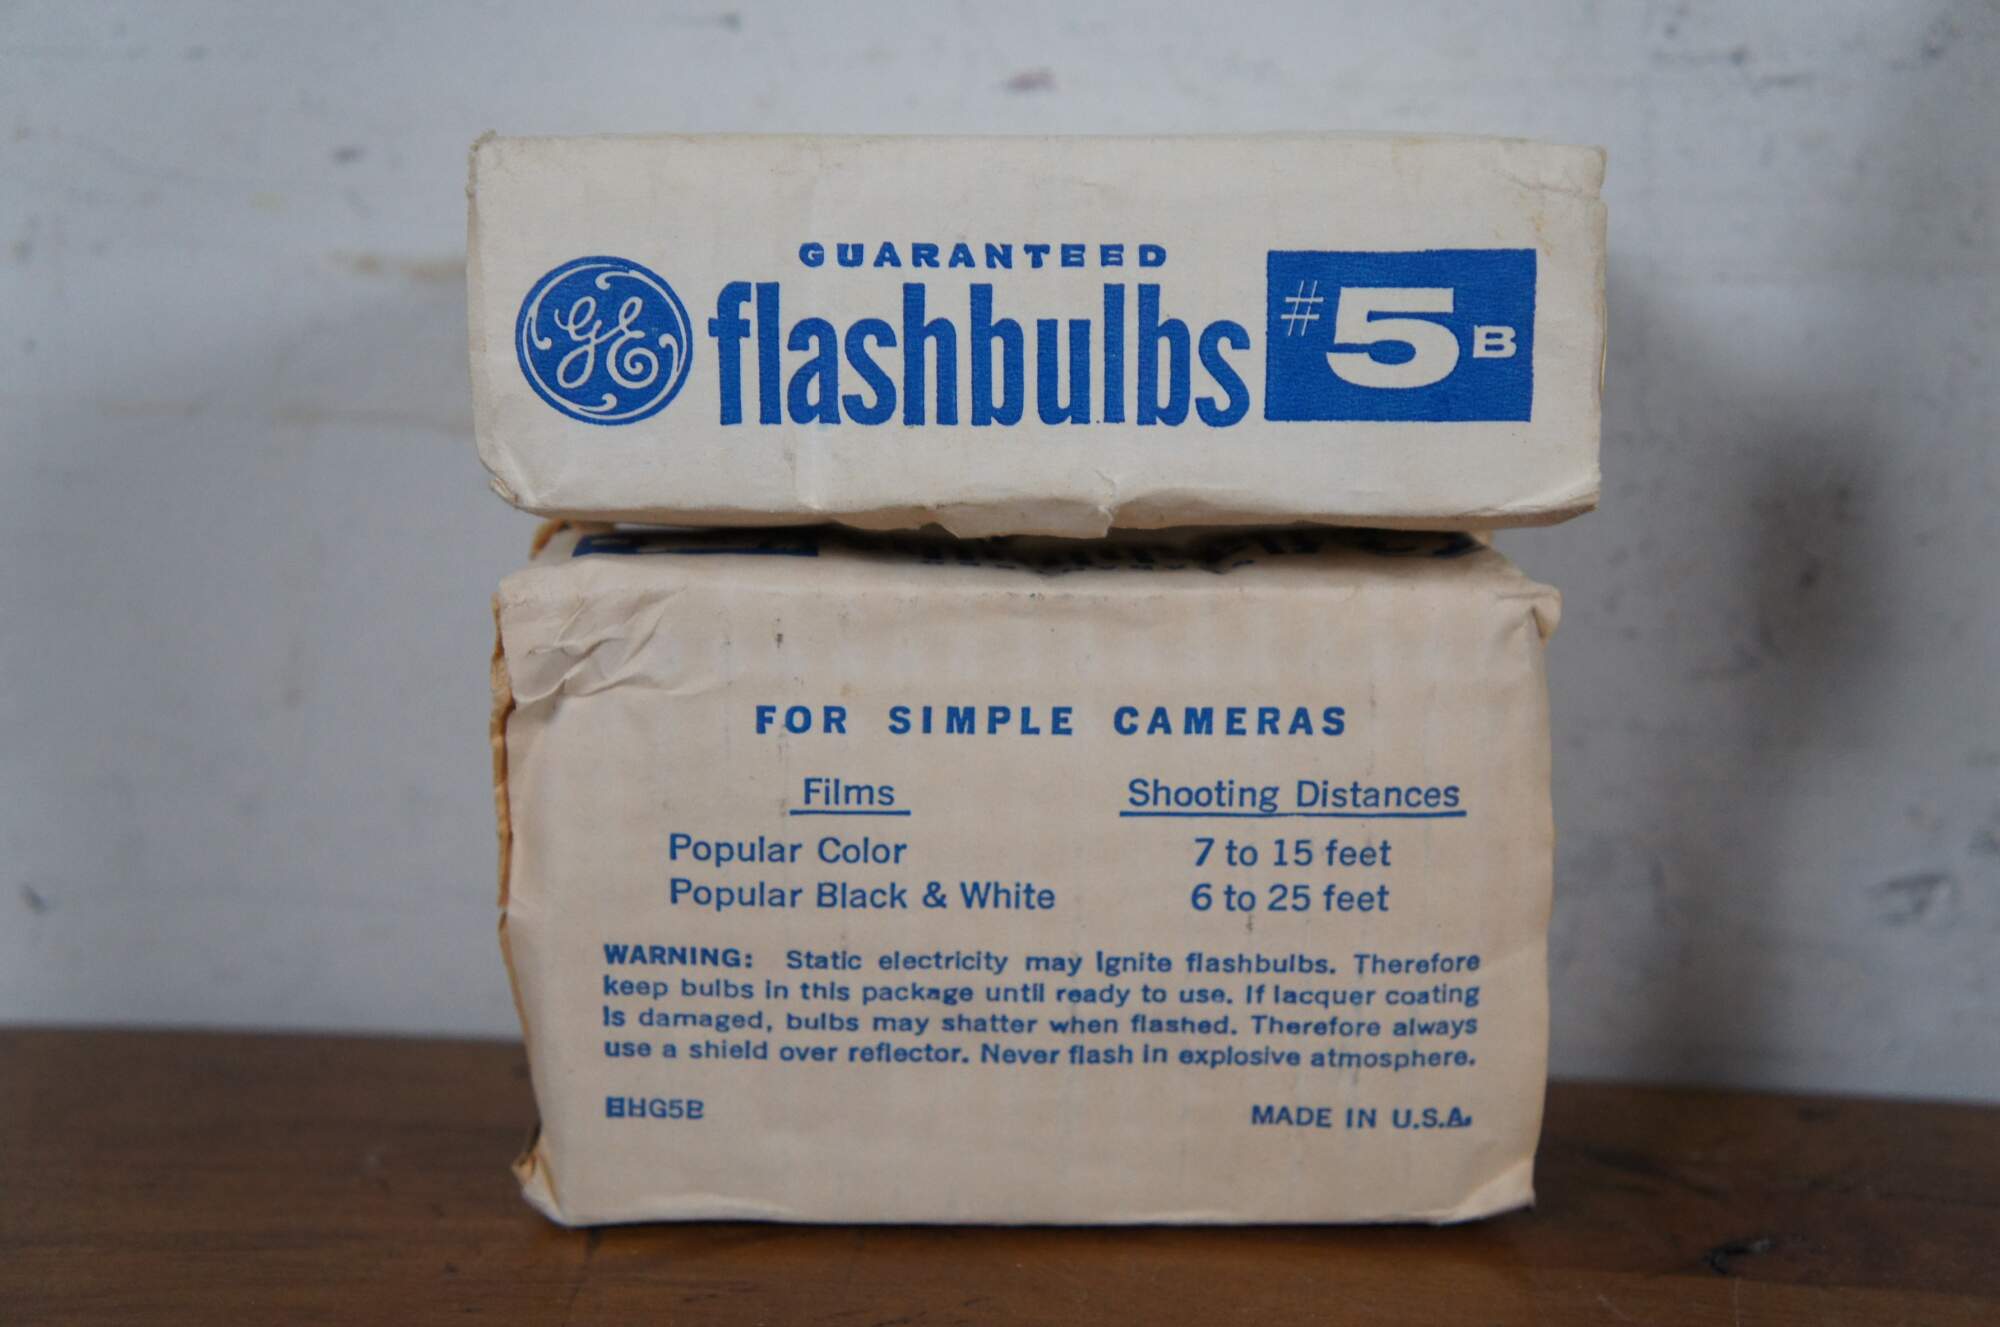 GUARANTEED
GE flashbulbs #5B
FOR SIMPLE CAMERAS
Films Shooting Distances
Popular Color 7 to 15 feet
Popular Black & White 6 to 25 feet
WARNING: Static electricity may ignite flashbulbs. Therefore
keep bulbs in this package until ready to use. If lacquer coating
is damaged, bulbs may shatter when flashed. Therefore always
use a shield over reflector. Never flash in explosive atmosphere.
MADE IN U.S.A.